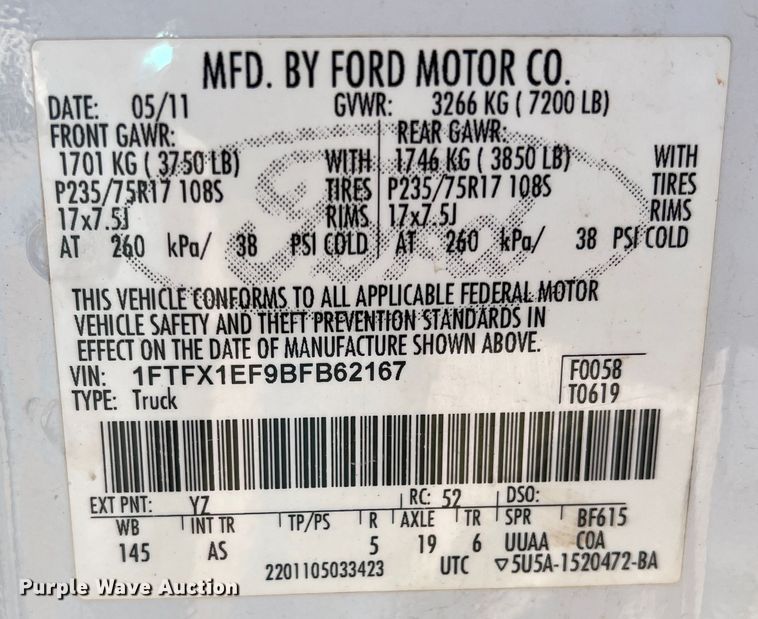 MFD. BY FORD MOTOR CO.
DATE: 05/11 GVWR: 3266 KG ( 7200 LB)
FRONT GAWR: REAR GAWR:
1701 KG ( 3750 LB) WITH 1746 KG ( 3850 LB) WITH
P235/75R17 108S TIRES P235/75R17 108S TIRES
17x7.5J RIMS 17x7.5J RIMS
AT 260 kPa/ 38 PSI COLD AT 260 kPa/ 38 PSI COLD
Ford
THIS VEHICLE CONFORMS TO ALL APPLICABLE FEDERAL MOTOR
VEHICLE SAFETY AND THEFT PREVENTION STANDARDS IN
EFFECT ON THE DATE OF MANUFACTURE SHOWN ABOVE.
VIN: 1FTFX1EF9BFB62167 F0058
TYPE: Truck T0619
EXT PNT: YZ RC: 52 DSO:
WB INT TR TP/PS R AXLE TR SPR BF615
145 AS 5 19 6 UUAA COA
2201105033423 UTC ▽5U5A-1520472-BA
Purple Wave Auction